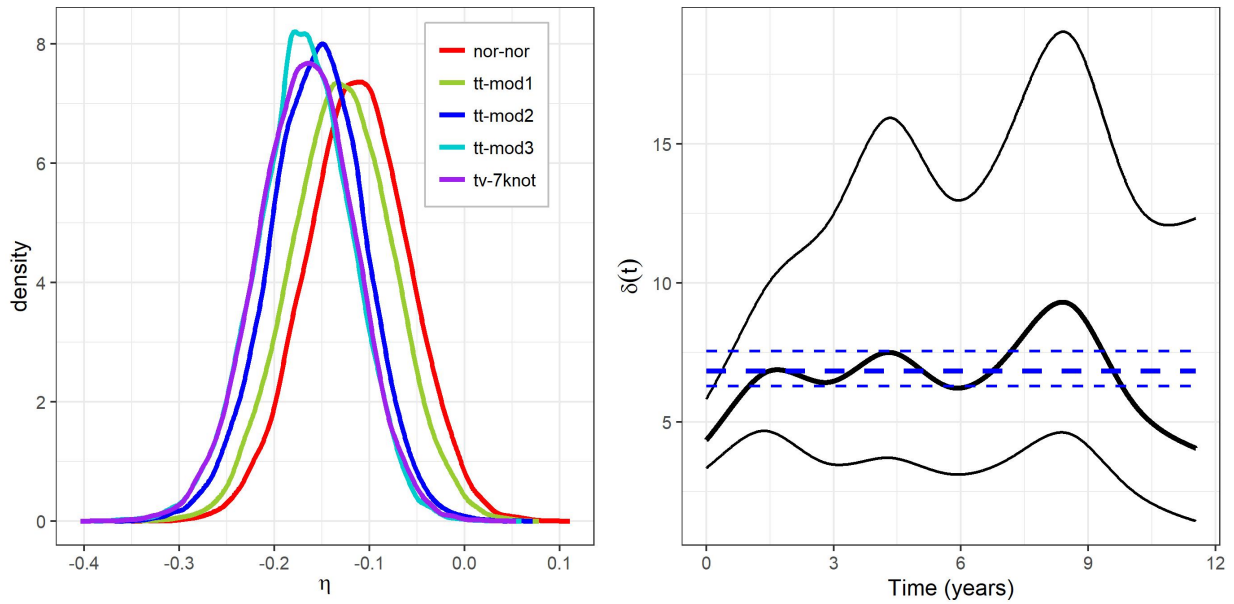 density
8
6
4
2
0
nor-nor
tt-mod1
tt-mod2
tt-mod3
tv-7knot
-0.4 -0.3 -0.2 -0.1 0.0 0.1
η
δ(t)
15
10
5
0 3 6 9 12
Time (years)